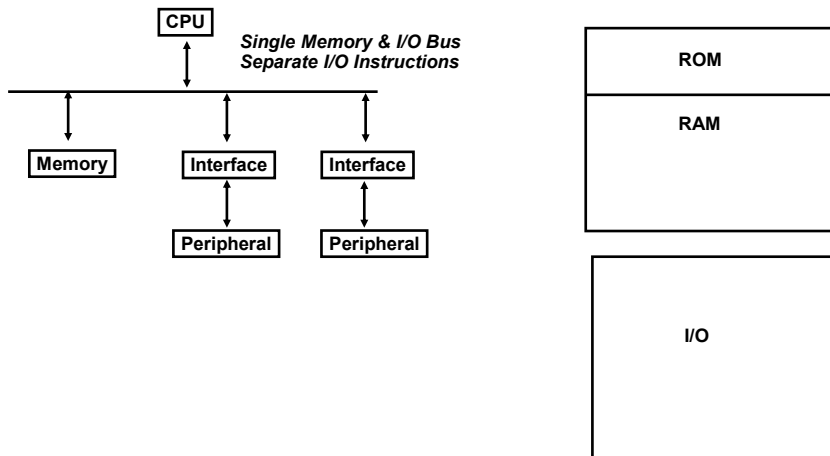 CPU
Single Memory & I/O Bus
Separate I/O Instructions
Memory
Interface
Interface
Peripheral
Peripheral
ROM
RAM
I/O